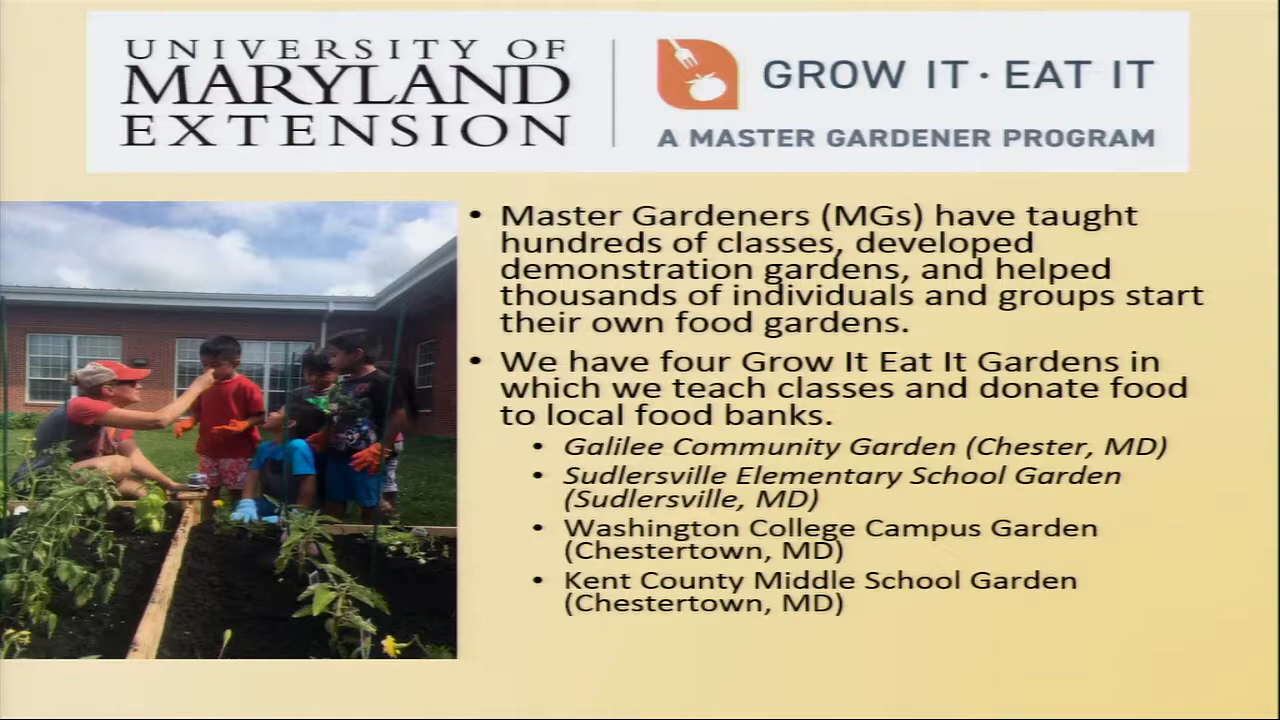 UNIVERSITY OF
MARYLAND
EXTENSION
GROW IT · EAT IT
A MASTER GARDENER PROGRAM
• Master Gardeners (MGs) have taught
hundreds of classes, developed
demonstration gardens, and helped
thousands of individuals and groups start
their own food gardens.
• We have four Grow It Eat It Gardens in
which we teach classes and donate food
to local food banks.
• Galilee Community Garden (Chester, MD)
• Sudlersville Elementary School Garden
(Sudlersville, MD)
• Washington College Campus Garden
(Chestertown, MD)
• Kent County Middle School Garden
(Chestertown, MD)